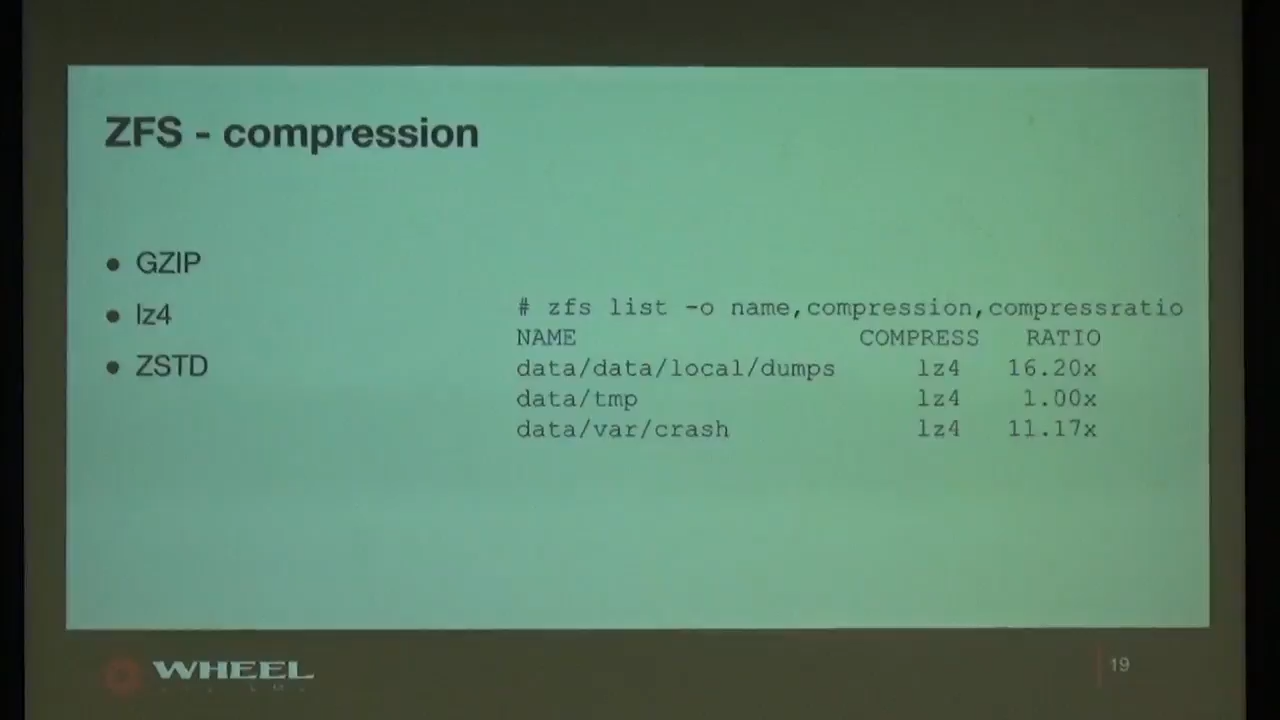 ZFS - compression
• GZIP
• lz4
• ZSTD
# zfs list -o name,compression,compressratio
NAME COMPRESS RATIO
data/data/local/dumps lz4 16.20x
data/tmp lz4 1.00x
data/var/crash lz4 11.17x
WHEEL
19